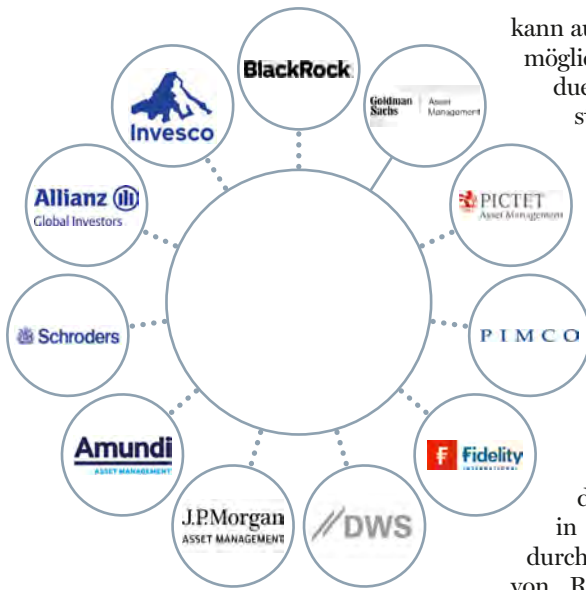 kann au
möglic
due
s
BlackRock
Goldman Sachs | Asset Management
Invesco
PICTET
Asset Management
Allianz
Global Investors
PIMCO
Schroders
Fidelity
INTERNATIONAL
Amundi
ASSET MANAGEMENT
J.P.Morgan
ASSET MANAGEMENT
DWS
d
in
durch
von R